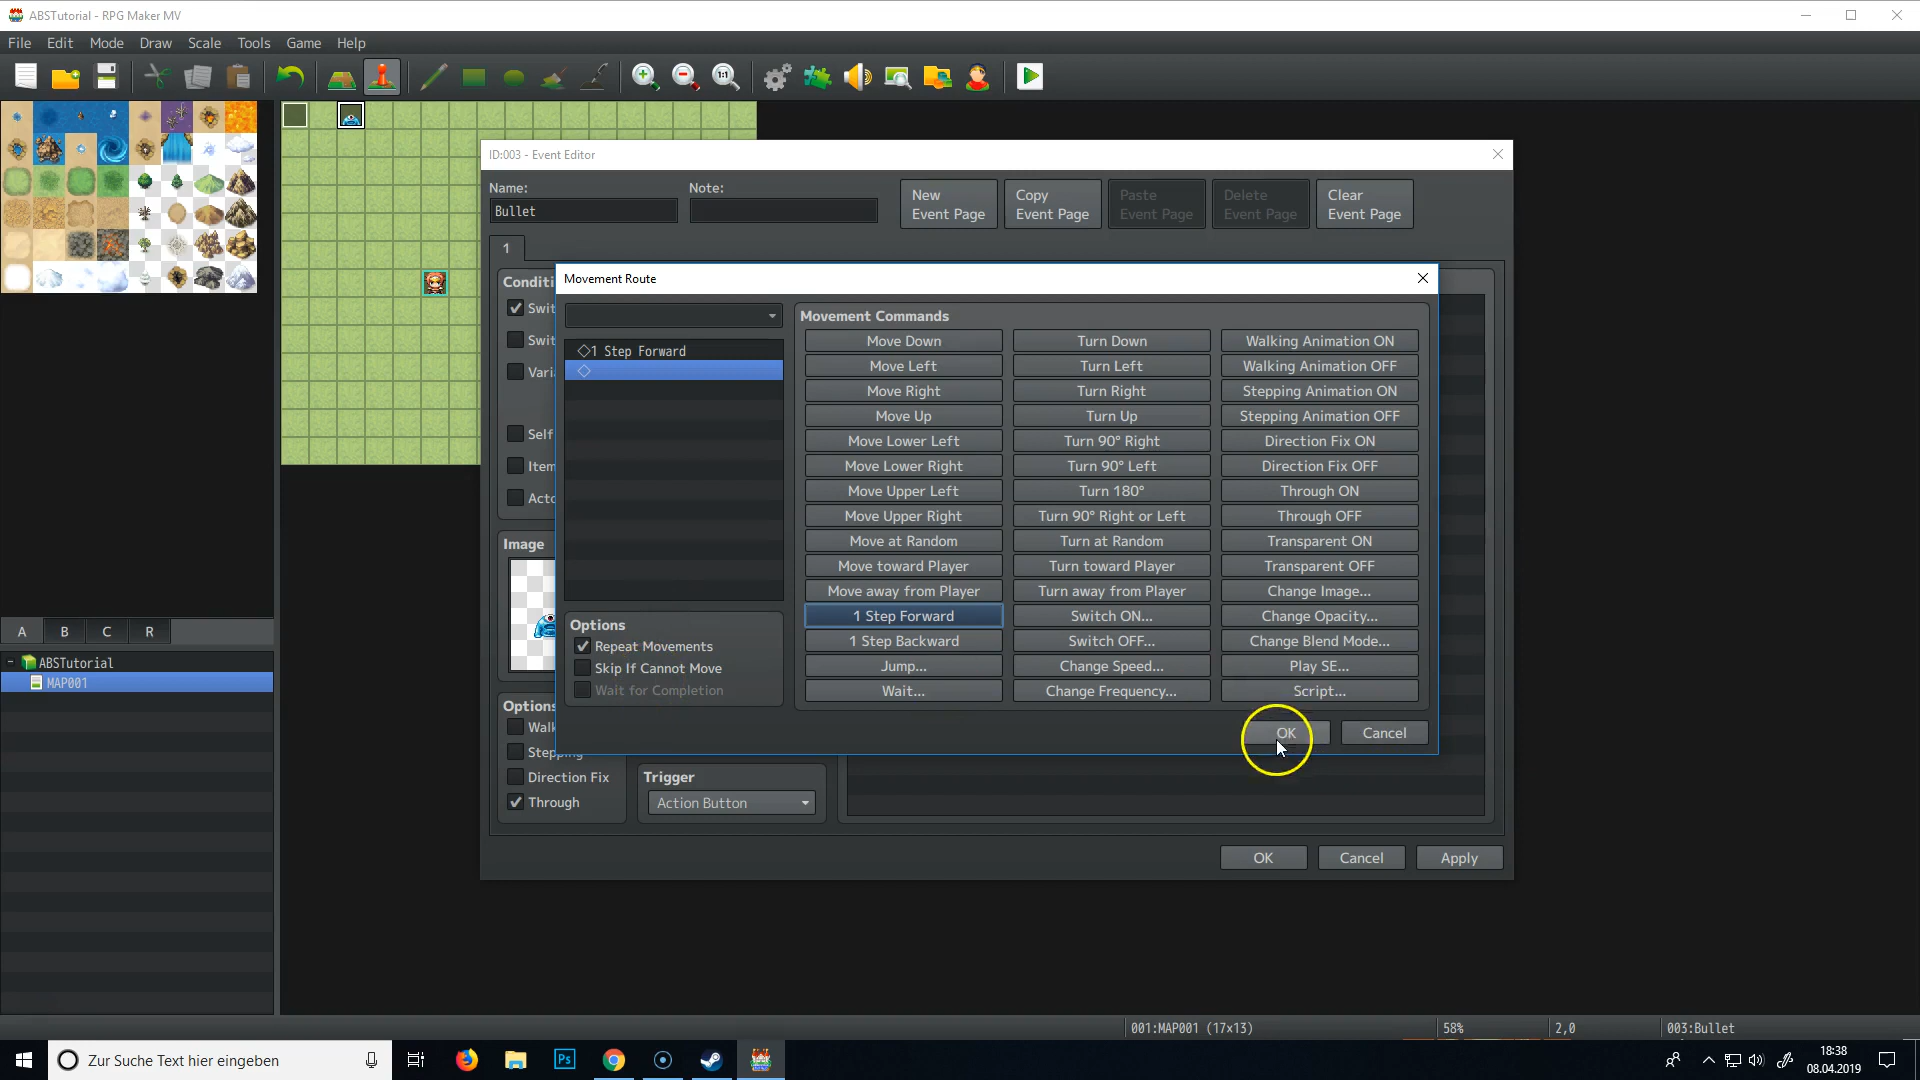 ABSTutorial - RPG Maker MV
File Edit Mode Draw Scale Tools Game Help
1:1
ID:003 - Event Editor
Name:
Note:
Bullet
New
Event Page
Copy
Event Page
Paste
Event Page
Delete
Event Page
Clear
Event Page
1
Conditi
Swit
Swit
Varia
Self
Item
Acto
Image
Options
Walk
Stepping
Direction Fix
Through
Trigger
Action Button
OK Cancel Apply
Movement Route
◇1 Step Forward
◇
Options
Repeat Movements
Skip If Cannot Move
Wait for Completion
Movement Commands
Move Down Turn Down Walking Animation ON
Move Left Turn Left Walking Animation OFF
Move Right Turn Right Stepping Animation ON
Move Up Turn Up Stepping Animation OFF
Move Lower Left Turn 90° Right Direction Fix ON
Move Lower Right Turn 90° Left Direction Fix OFF
Move Upper Left Turn 180° Through ON
Move Upper Right Turn 90° Right or Left Through OFF
Move at Random Turn at Random Transparent ON
Move toward Player Turn toward Player Transparent OFF
Move away from Player Turn away from Player Change Image...
1 Step Forward Switch ON... Change Opacity...
1 Step Backward Switch OFF... Change Blend Mode...
Jump... Change Speed... Play SE...
Wait... Change Frequency... Script...
OK Cancel
A B C R
ABSTutorial
MAP001
001:MAP001 (17x13) 58% 2,0 003:Bullet
Zur Suche Text hier eingeben
Ps
18:38
08.04.2019